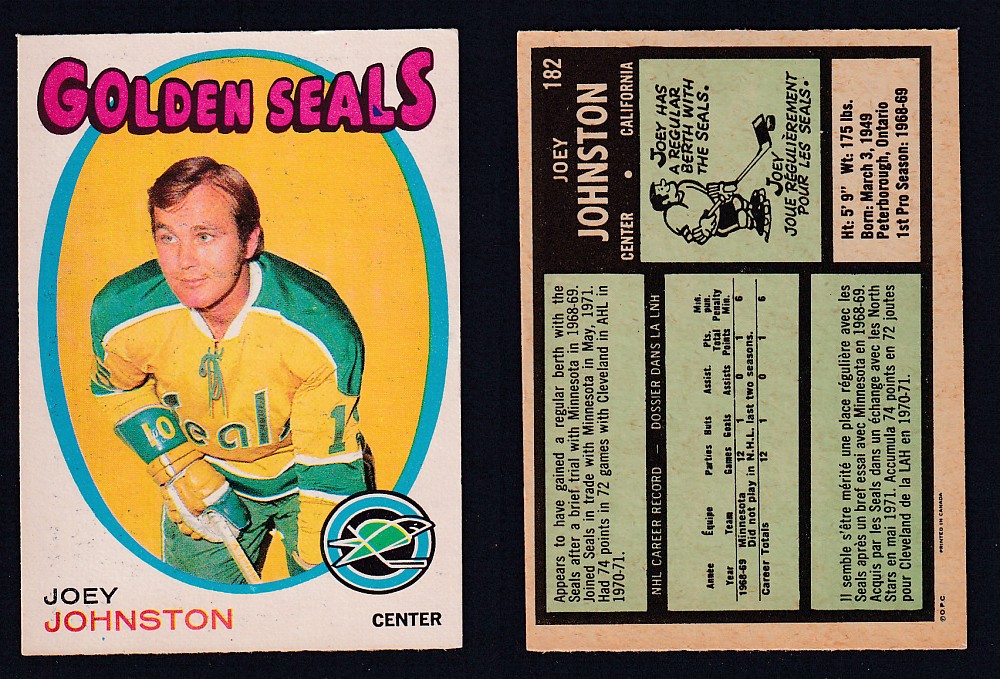 GOLDEN SEALS
eal
10
1
JOEY
JOHNSTON
CENTER
182
JOEY
JOHNSTON
CENTER • CALIFORNIA
JOEY HAS
A REGULAR
BERTH WITH
THE SEALS.
JOEY
JOUE REGULIÈREMENT
POUR LES SEALS.
Ht: 5' 9" Wt: 175 lbs.
Born: March 3, 1949
Peterborough, Ontario
1st Pro Season: 1968-69
Appears to have gained a regular berth with the
Seals after a brief trial with Minnesota in 1968-69.
Joined Seals in trade with Minnesota in May, 1971.
Had 74 points in 72 games with Cleveland in AHL in
1970-71.
NHL CAREER RECORD — DOSSIER DANS LA LNH
Année Équipe Parties Buts Assist. Pts. Min. pun.
Year Team Games Goals Assists Total Points Penalty Min.
1968-69 Minnesota 12 1 0 1 6
Did not play in N.H.L. last two seasons.
Career Totals 12 1 0 1 6
Il semble s'être mérité une place régulière avec les
Seals après un bref essai avec Minnesota en 1968-69.
Acquis par les Seals dans un échange avec les North
Stars en mai 1971. Accumula 74 points en 72 joutes
pour Cleveland de la LAH en 1970-71.
© O.P.C.
PRINTED IN CANADA